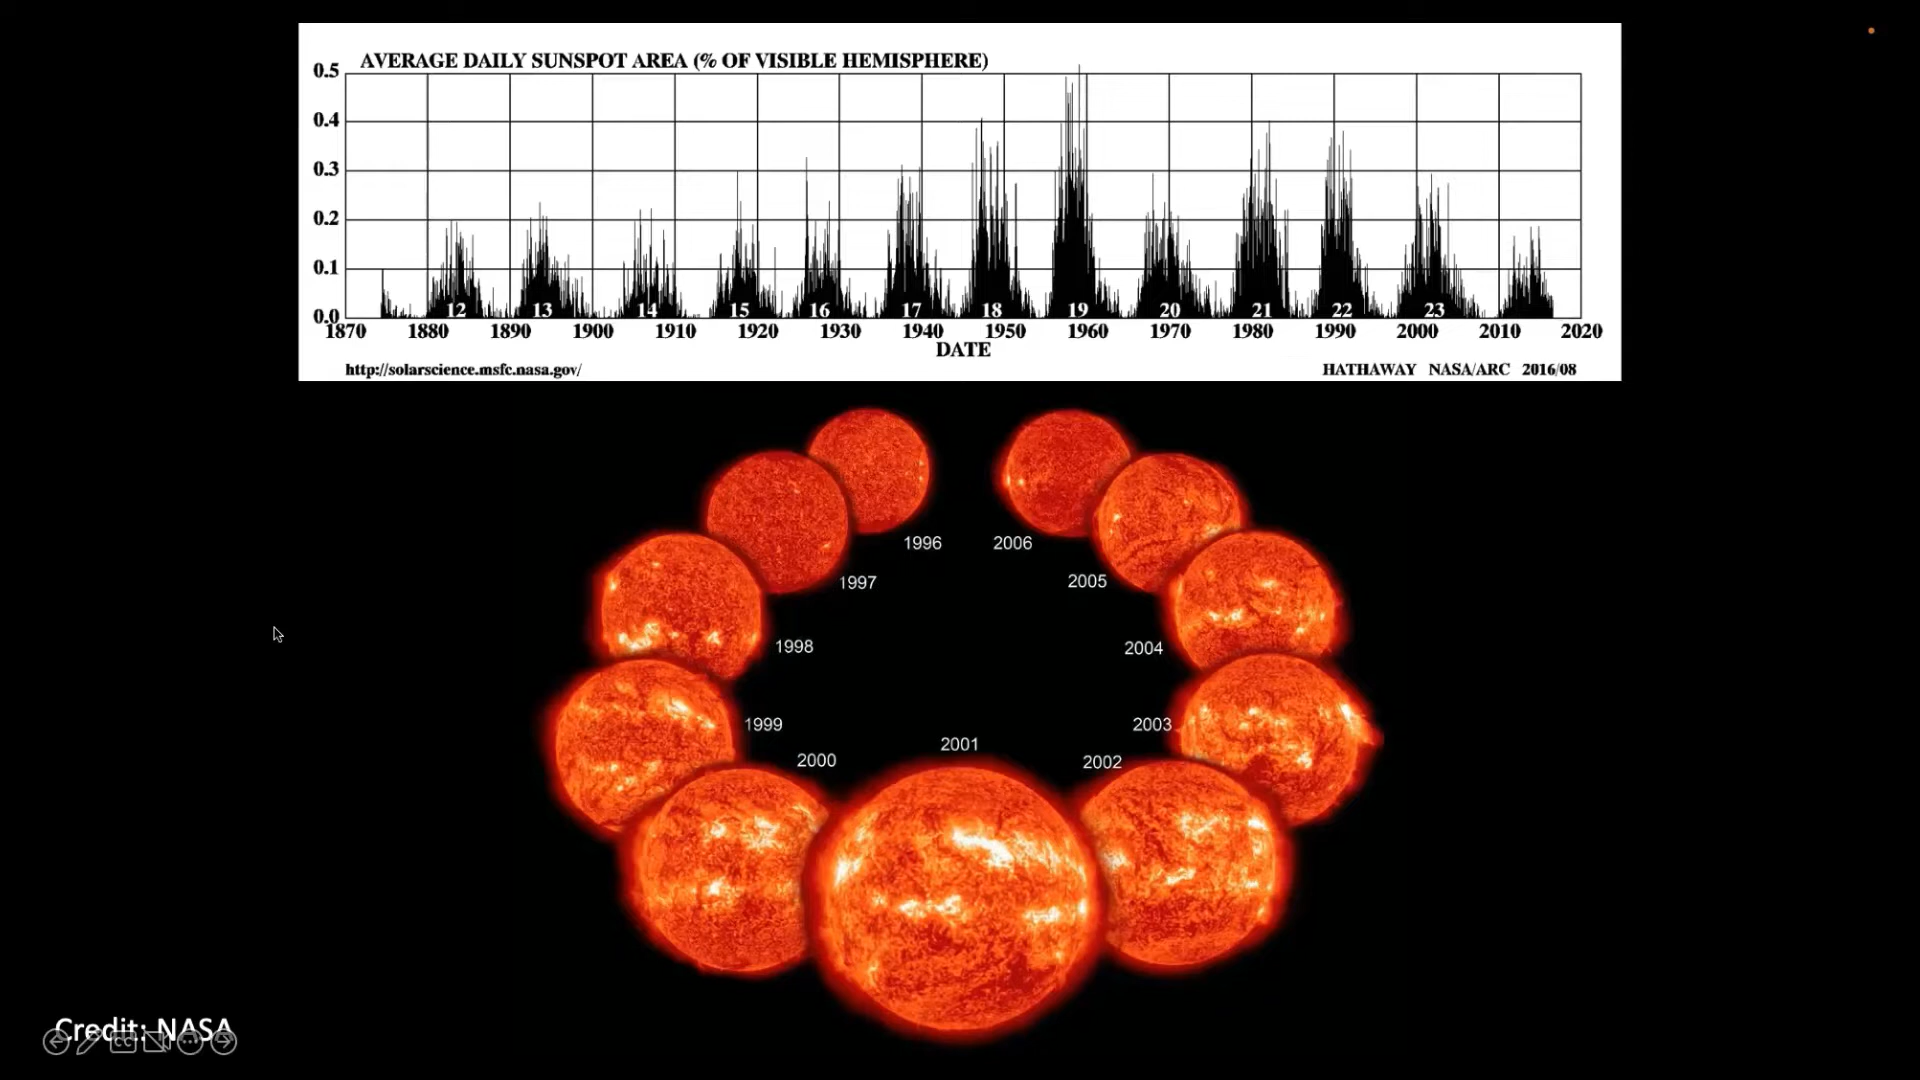 AVERAGE DAILY SUNSPOT AREA (% OF VISIBLE HEMISPHERE)
0.5
0.4
0.3
0.2
0.1
0.0
12 13 14 15 16 17 18 19 20 21 22 23
1870 1880 1890 1900 1910 1920 1930 1940 1950 1960 1970 1980 1990 2000 2010 2020
DATE
http://solarscience.msfc.nasa.gov/ HATHAWAY NASA/ARC 2016/08
1996 2006
1997 2005
1998 2004
1999 2003
2000 2001 2002
Credit: NASA
CC